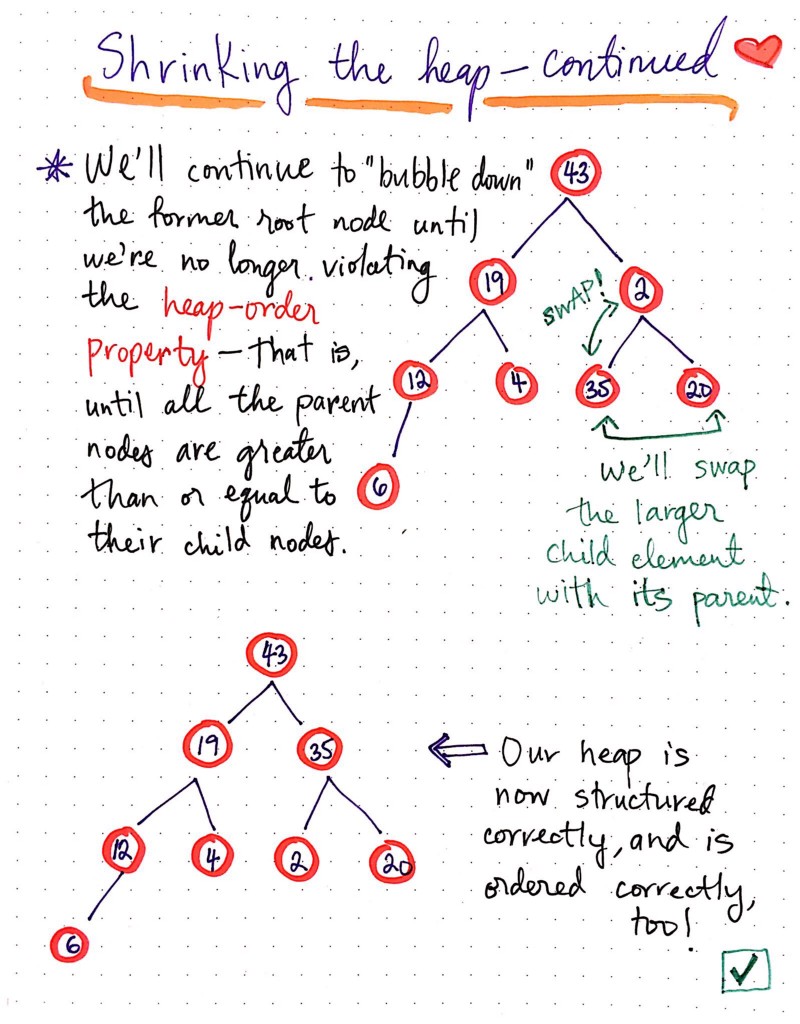 Shrinking the heap – continued
* We'll continue to "bubble down"
the former root node until
we're no longer violating
the heap-order
property – that is,
until all the parent
nodes are greater
than or equal to
their child nodes.
43
19
2
SWAP!
12
4
35
20
6
We'll swap
the larger
child element
with its parent.
43
19
35
12
4
2
20
6
Our heap is
now structured
correctly, and is
ordered correctly,
too!